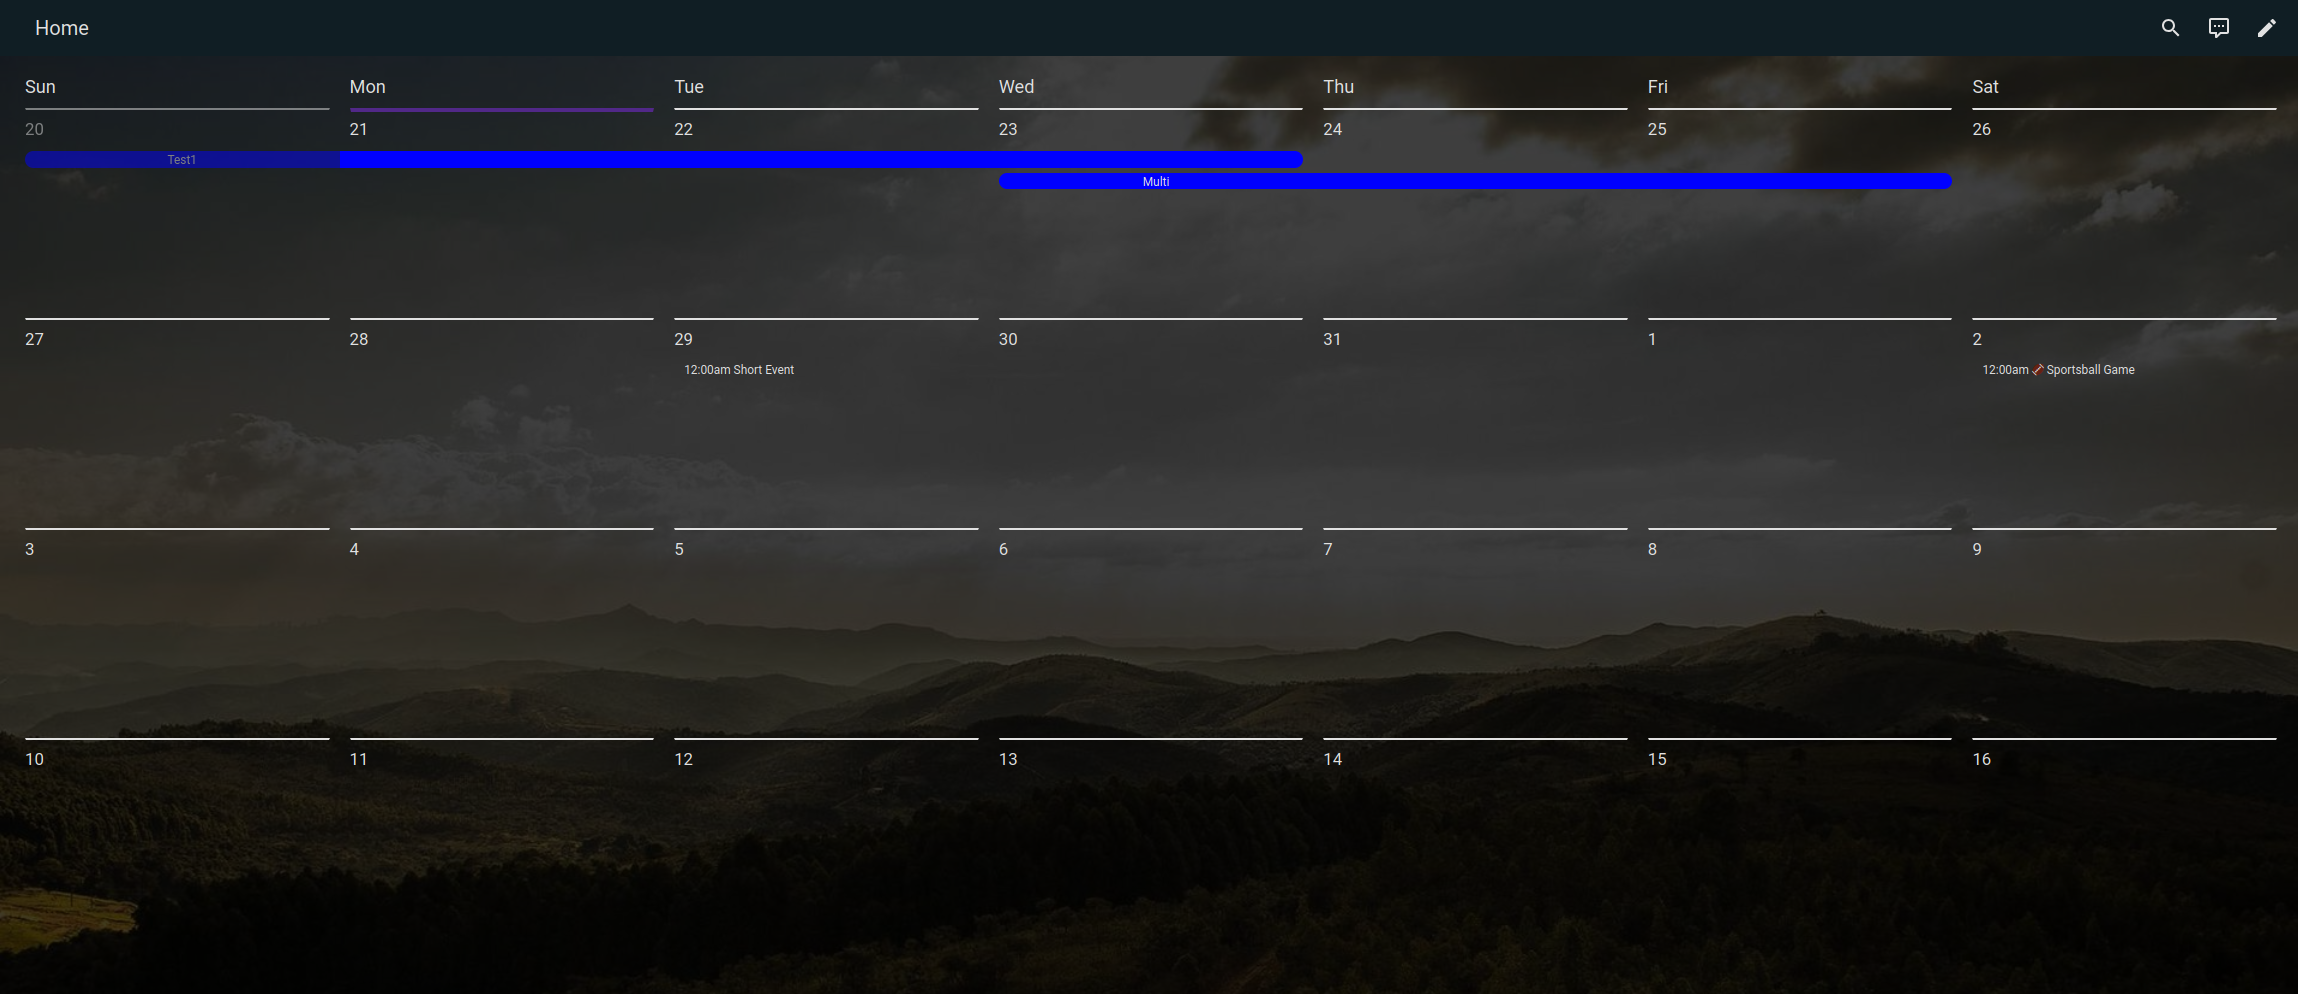 Home
Sun Mon Tue Wed Thu Fri Sat
20 21 22 23 24 25 26
Test1
Multi
27 28 29 30 31 1 2
12:00am Short Event 12:00am 🏈 Sportsball Game
3 4 5 6 7 8 9
10 11 12 13 14 15 16